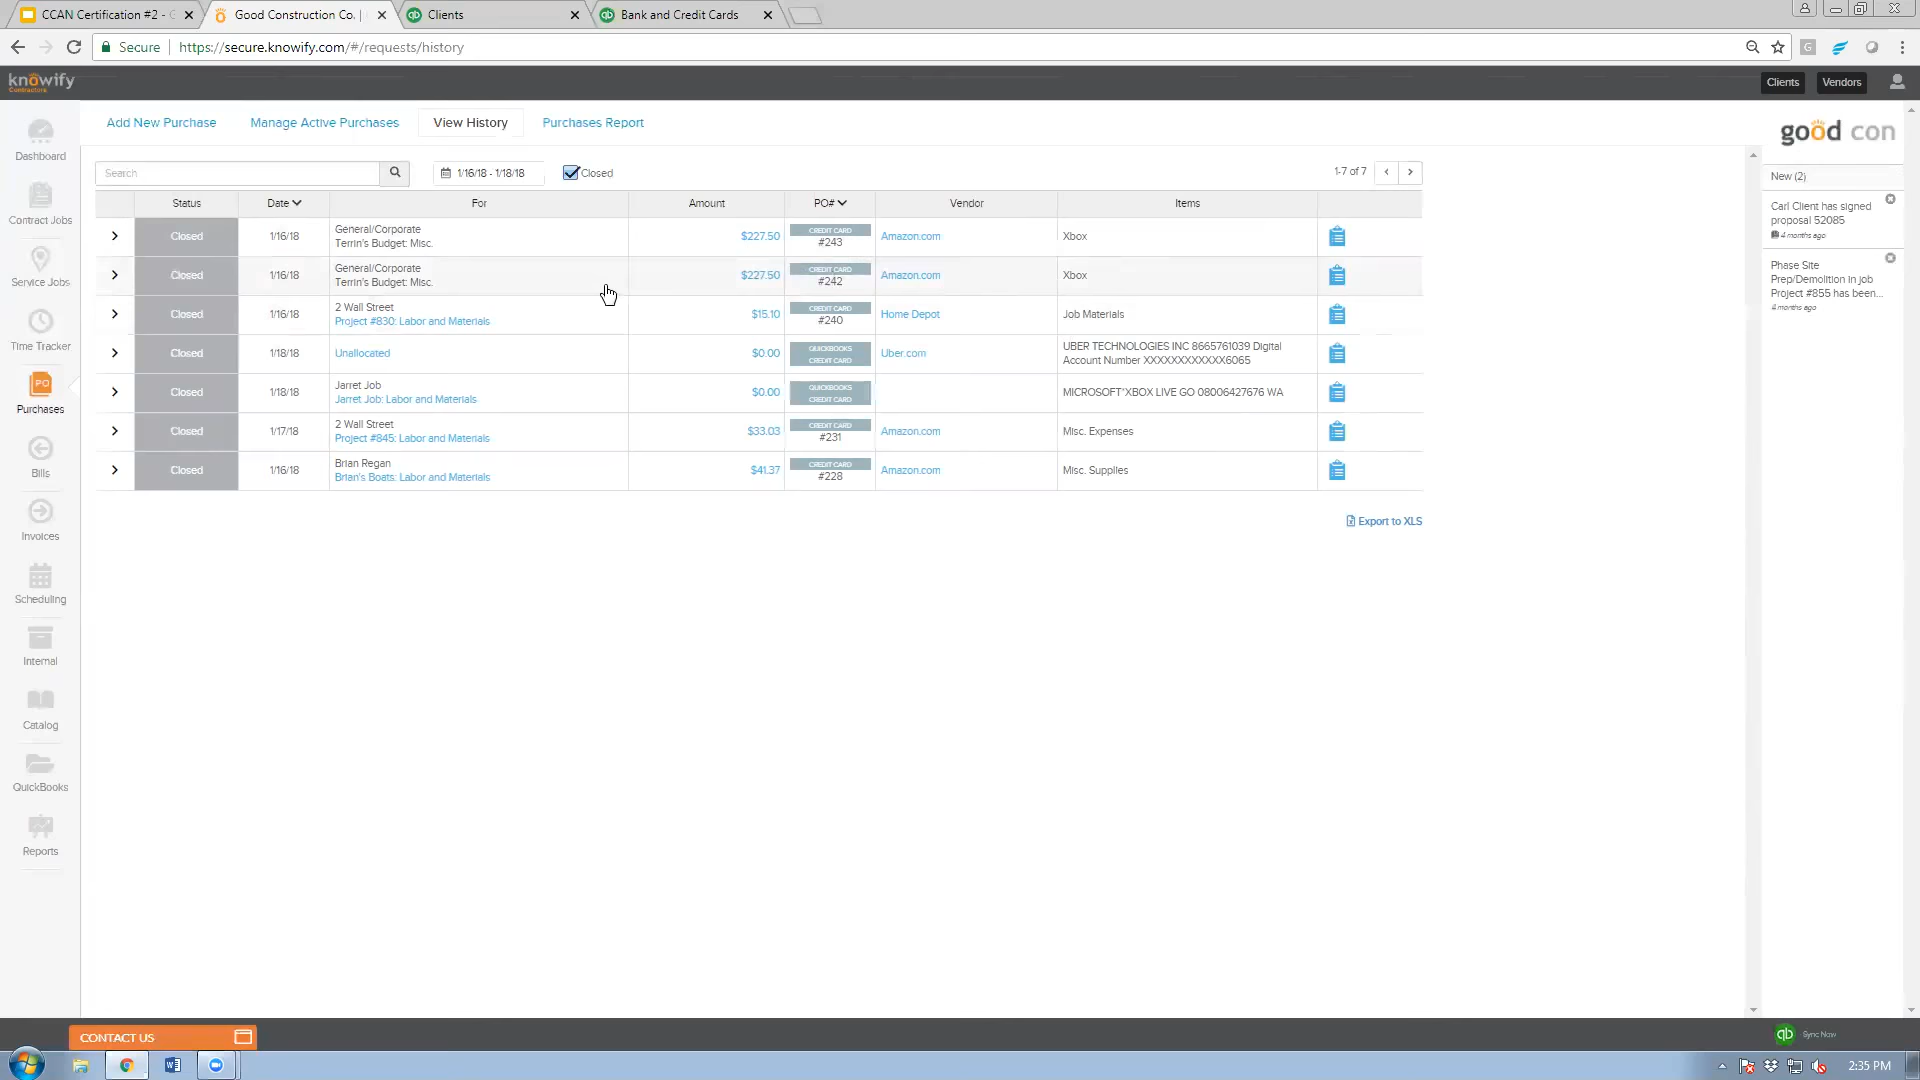 CCAN Certification #2 - G
Good Construction Co. |
Clients
Bank and Credit Cards
Secure
https://secure.knowify.com/#/requests/history
knowify
Contractors
Clients
Vendors
Dashboard
Contract Jobs
Service Jobs
Time Tracker
PO
Purchases
Bills
Invoices
Scheduling
Internal
Catalog
QuickBooks
Reports
Add New Purchase
Manage Active Purchases
View History
Purchases Report
Search
1/16/18 - 1/18/18
Closed
1-7 of 7
Status Date For Amount PO# Vendor Items
Closed 1/16/18 General/Corporate $227.50 CREDIT CARD Amazon.com Xbox
Terrin's Budget: Misc. #243
Closed 1/16/18 General/Corporate $227.50 CREDIT CARD Amazon.com Xbox
Terrin's Budget: Misc. #242
Closed 1/16/18 2 Wall Street $15.10 CREDIT CARD Home Depot Job Materials
Project #830: Labor and Materials #240
Closed 1/18/18 Unallocated $0.00 QUICKBOOKS Uber.com UBER TECHNOLOGIES INC 8665761039 Digital
CREDIT CARD Account Number XXXXXXXXXXXX6065
Closed 1/18/18 Jarret Job $0.00 QUICKBOOKS MICROSOFT*XBOX LIVE GO 08006427676 WA
Jarret Job: Labor and Materials CREDIT CARD
Closed 1/17/18 2 Wall Street $33.03 CREDIT CARD Amazon.com Misc. Expenses
Project #845: Labor and Materials #231
Closed 1/16/18 Brian Regan $41.37 CREDIT CARD Amazon.com Misc. Supplies
Brian's Boats: Labor and Materials #228
Export to XLS
good con
New (2)
Carl Client has signed
proposal 52085
4 months ago
Phase Site
Prep/Demolition in job
Project #855 has been...
4 months ago
CONTACT US
qb
Sync Now
2:35 PM